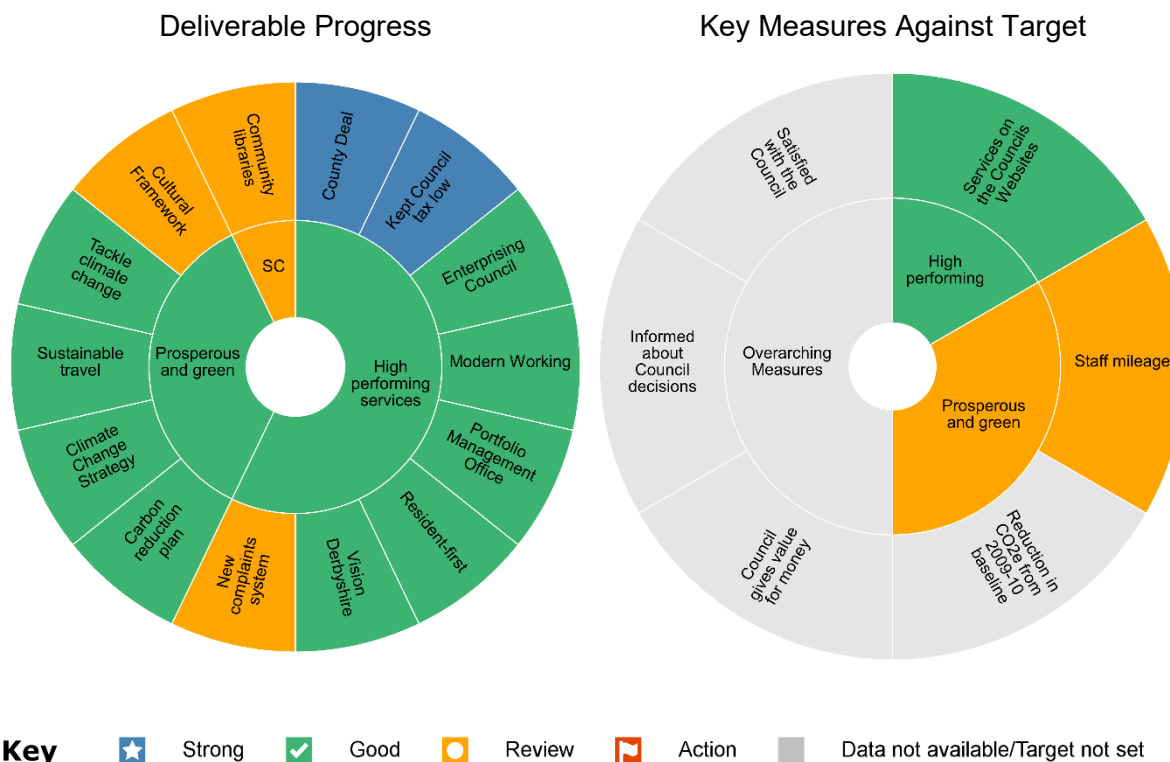 Deliverable Progress
Key Measures Against Target
County Deal
Kept Council
tax low
Enterprising
Council
Modern Working
Portfolio
Management
Office
Resident-first
Vision
Derbyshire
New
complaints
system
Carbon
reduction
plan
Climate
Change
Strategy
Sustainable
travel
Tackle
climate
change
Cultural
Framework
Community
libraries
SC
High
performing
services
Prosperous
and green
Services on
the Councils
Websites
Staff mileage
Reduction in
CO2e from
2009-10
baseline
Council
gives value
for money
Informed
about
Council
decisions
Satisfied
with the
Council
High
performing
Prosperous
and green
Overarching
Measures
Key
Strong
Good
Review
Action
Data not available/Target not set